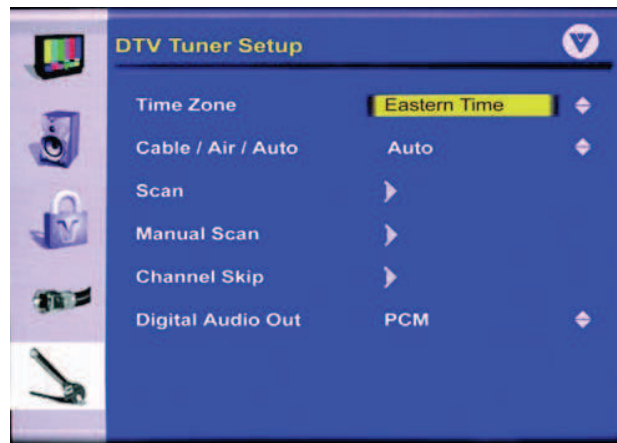 DTV Tuner Setup
Time Zone Eastern Time
Cable / Air / Auto Auto
Scan
Manual Scan
Channel Skip
Digital Audio Out PCM